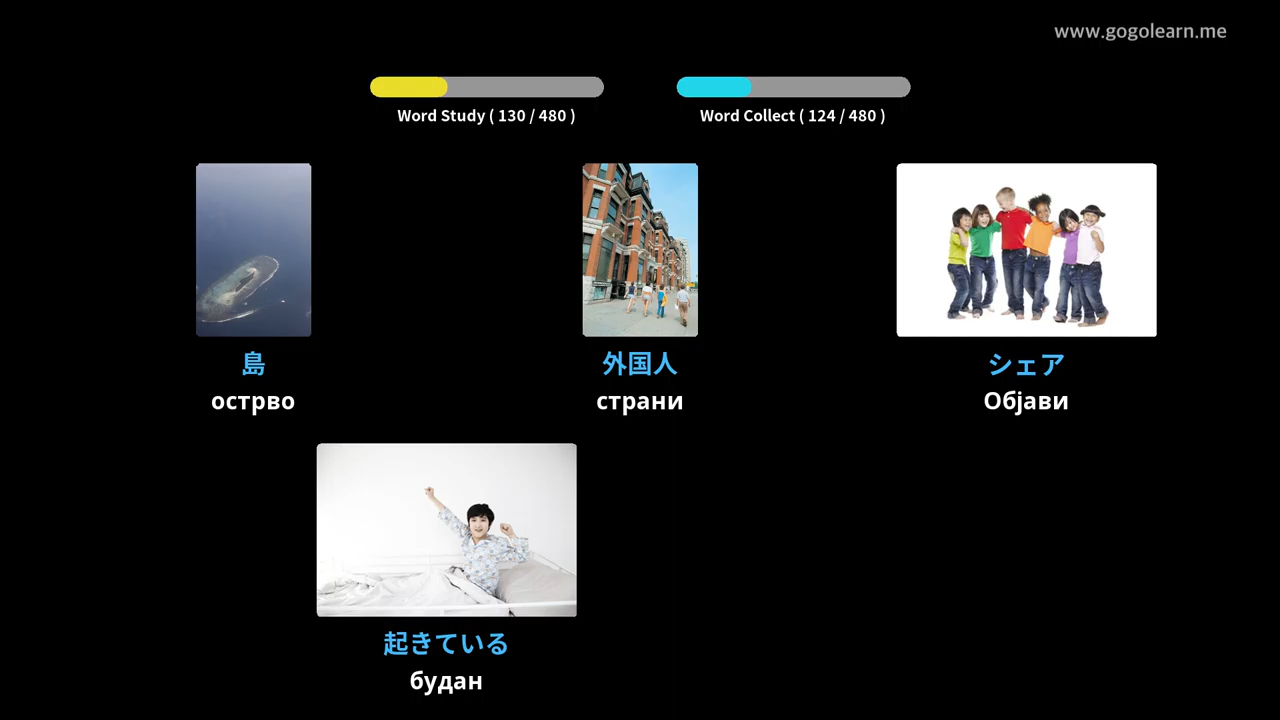 www.gogolearn.me
Word Study ( 130 / 480 )
Word Collect ( 124 / 480 )
島
острво
外国人
страни
シェア
Објави
起きている
будан